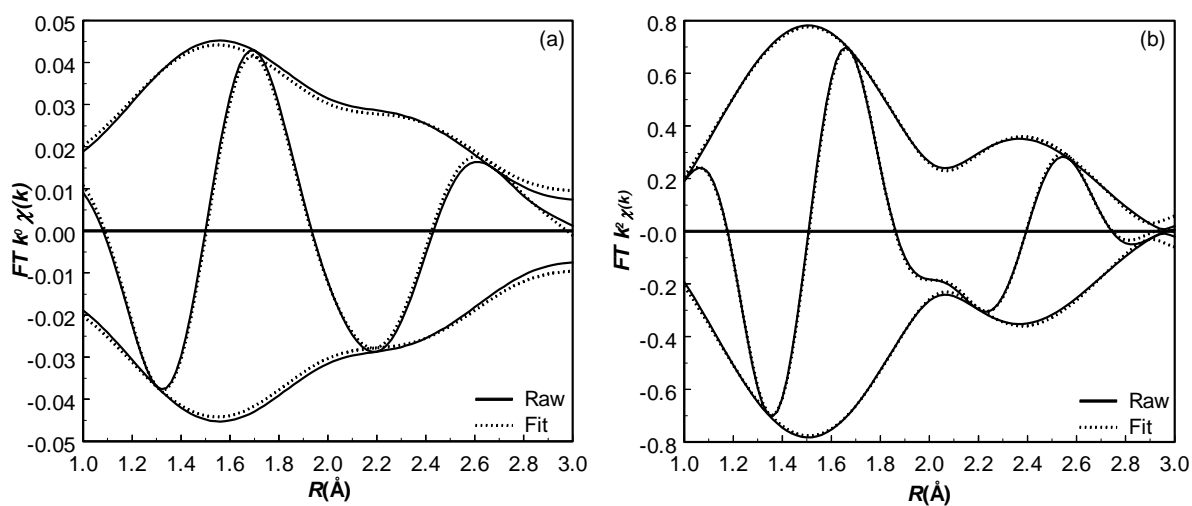 (a)
FT k⁰ χ(k)
0.05
0.04
0.03
0.02
0.01
0.00
-0.01
-0.02
-0.03
-0.04
-0.05
Raw
Fit
1.0 1.2 1.4 1.6 1.8 2.0 2.2 2.4 2.6 2.8 3.0
R(Å)
(b)
FT k² χ(k)
0.8
0.6
0.4
0.2
-0.0
-0.2
-0.4
-0.6
-0.8
Raw
Fit
1.0 1.2 1.4 1.6 1.8 2.0 2.2 2.4 2.6 2.8 3.0
R(Å)